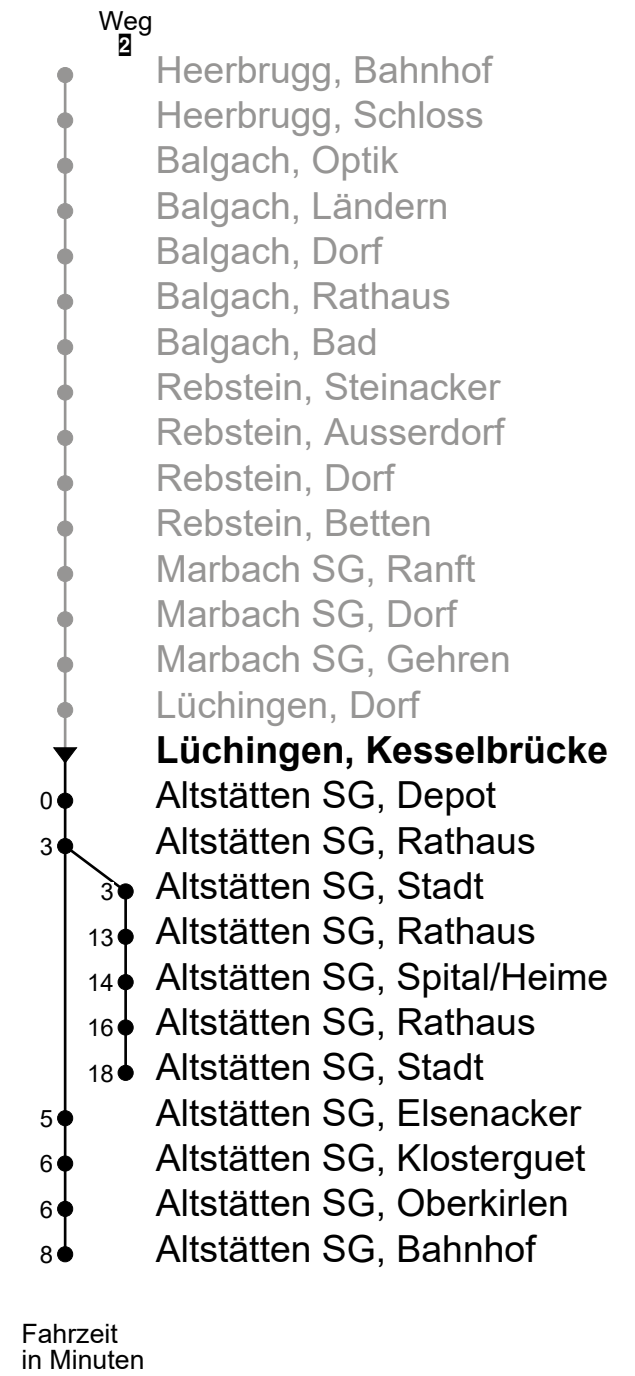 Weg
2
Heerbrugg, Bahnhof
Heerbrugg, Schloss
Balgach, Optik
Balgach, Ländern
Balgach, Dorf
Balgach, Rathaus
Balgach, Bad
Rebstein, Steinacker
Rebstein, Ausserdorf
Rebstein, Dorf
Rebstein, Betten
Marbach SG, Ranft
Marbach SG, Dorf
Marbach SG, Gehren
Lüchingen, Dorf
Lüchingen, Kesselbrücke
0 Altstätten SG, Depot
3 Altstätten SG, Rathaus
3 Altstätten SG, Stadt
13 Altstätten SG, Rathaus
14 Altstätten SG, Spital/Heime
16 Altstätten SG, Rathaus
18 Altstätten SG, Stadt
5 Altstätten SG, Elsenacker
6 Altstätten SG, Klosterguet
6 Altstätten SG, Oberkirlen
8 Altstätten SG, Bahnhof
Fahrzeit
in Minuten